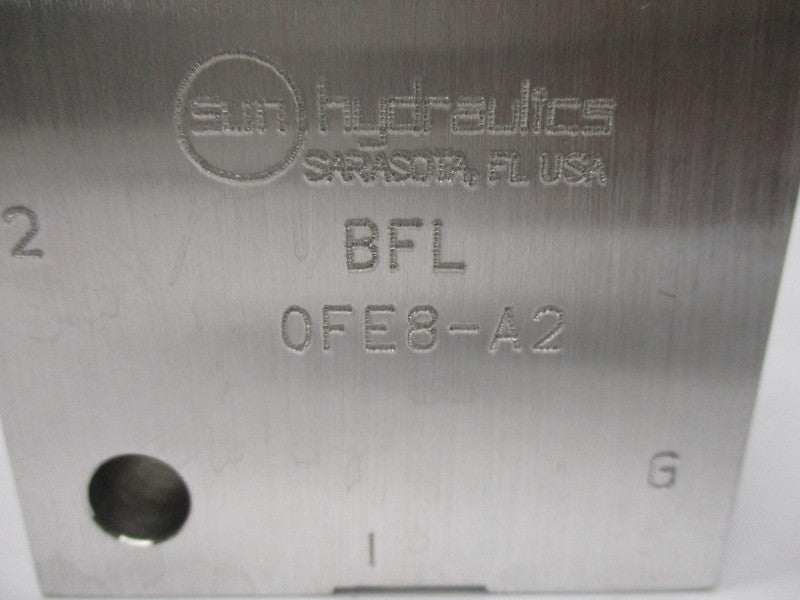 sun hydraulics
SARASOTA, FL USA
2
BFL
0FE8-A2
G
1